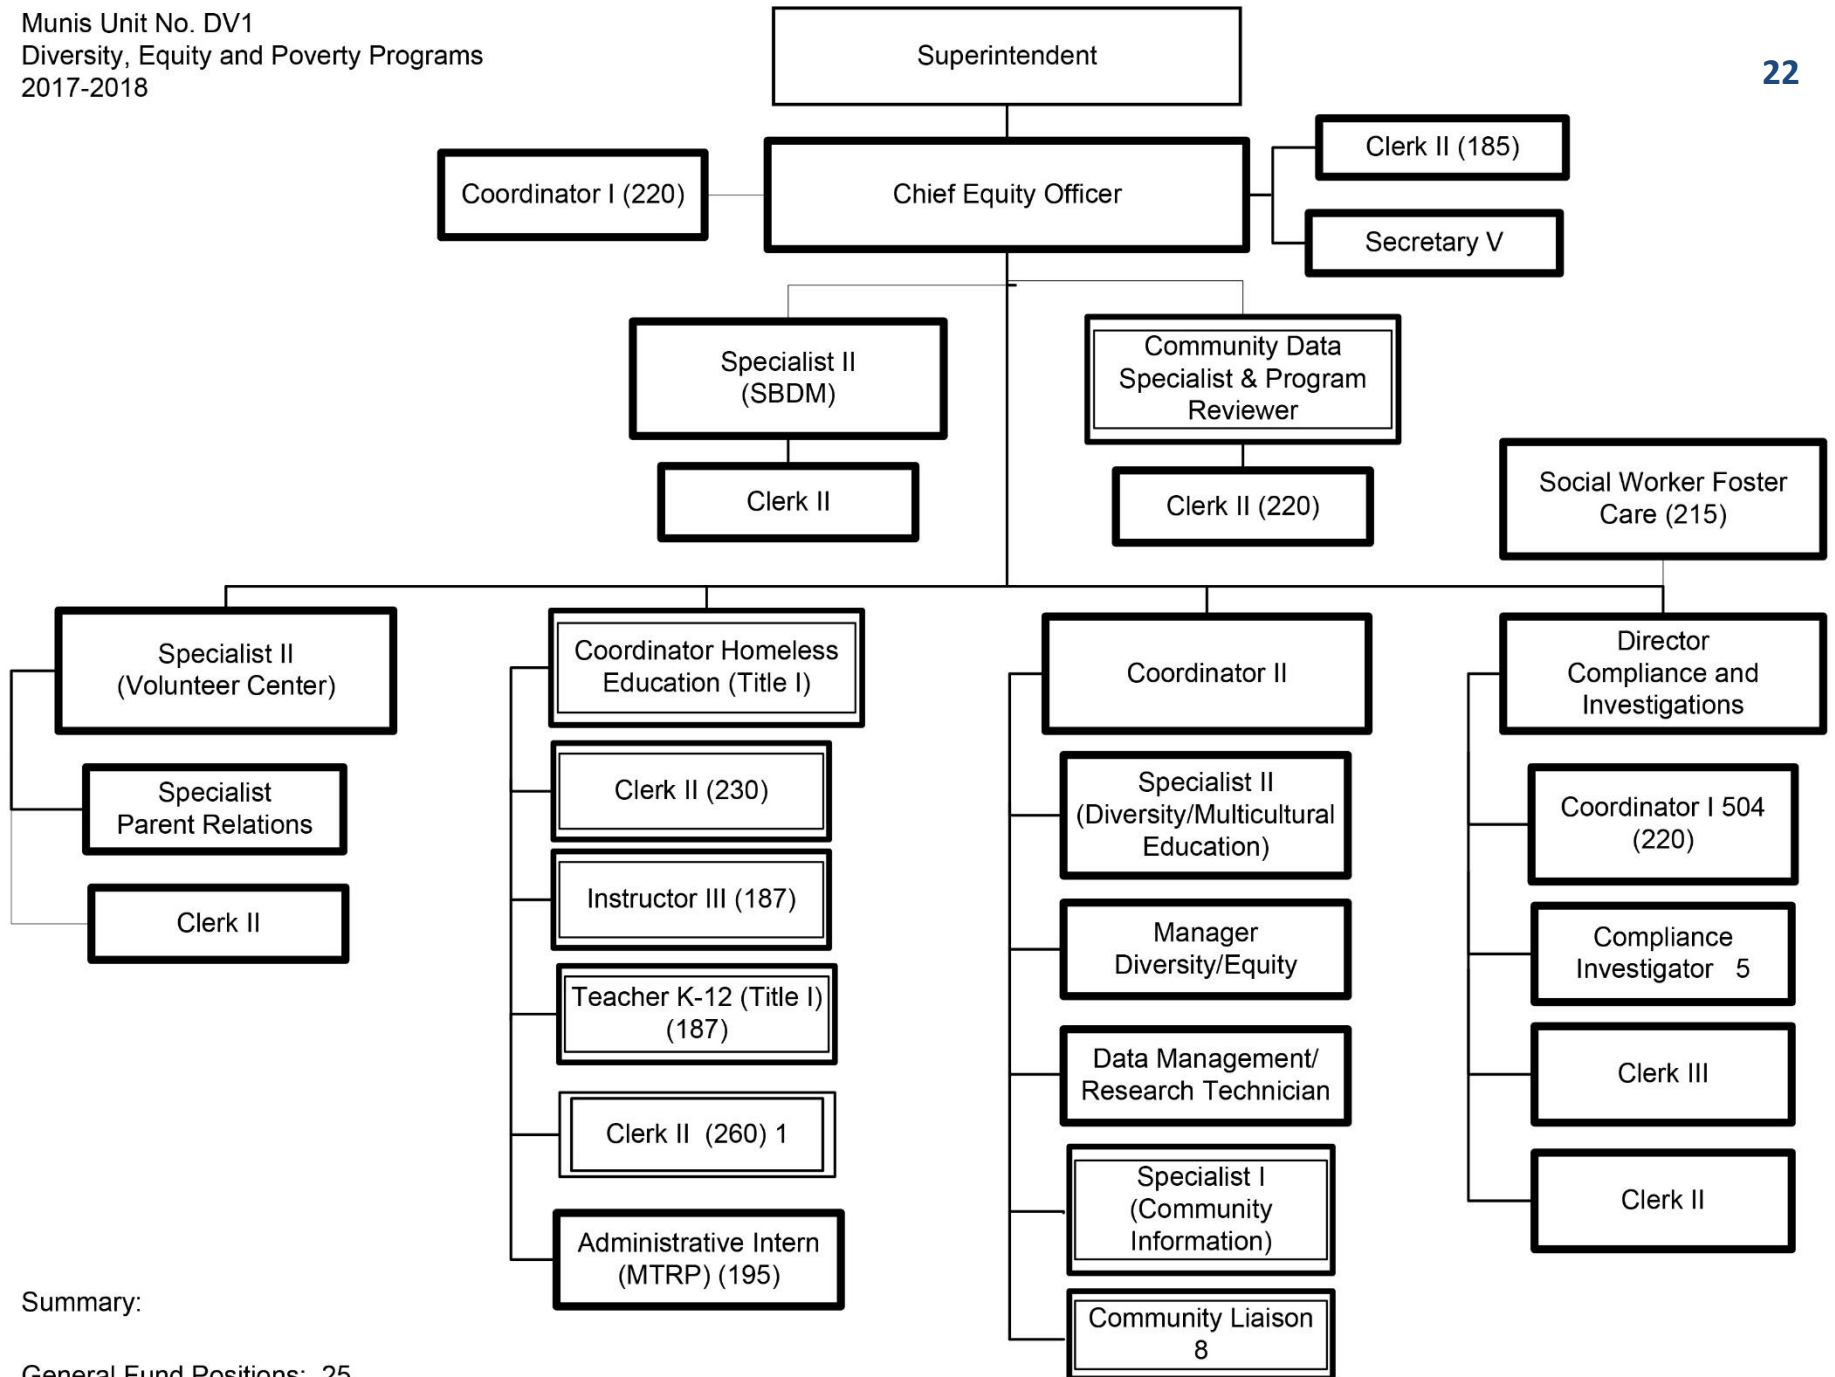 Munis Unit No. DV1
Diversity, Equity and Poverty Programs
2017-2018
22
Superintendent
Coordinator I (220)
Chief Equity Officer
Clerk II (185)
Secretary V
Specialist II
(SBDM)
Clerk II
Community Data
Specialist & Program
Reviewer
Clerk II (220)
Social Worker Foster
Care (215)
Specialist II
(Volunteer Center)
Specialist
Parent Relations
Clerk II
Coordinator Homeless
Education (Title I)
Clerk II (230)
Instructor III (187)
Teacher K-12 (Title I)
(187)
Clerk II (260) 1
Administrative Intern
(MTRP) (195)
Coordinator II
Specialist II
(Diversity/Multicultural
Education)
Manager
Diversity/Equity
Data Management/
Research Technician
Specialist I
(Community
Information)
Community Liaison
8
Director
Compliance and
Investigations
Coordinator I 504
(220)
Compliance
Investigator 5
Clerk III
Clerk II
Summary:
General Fund Positions: 25